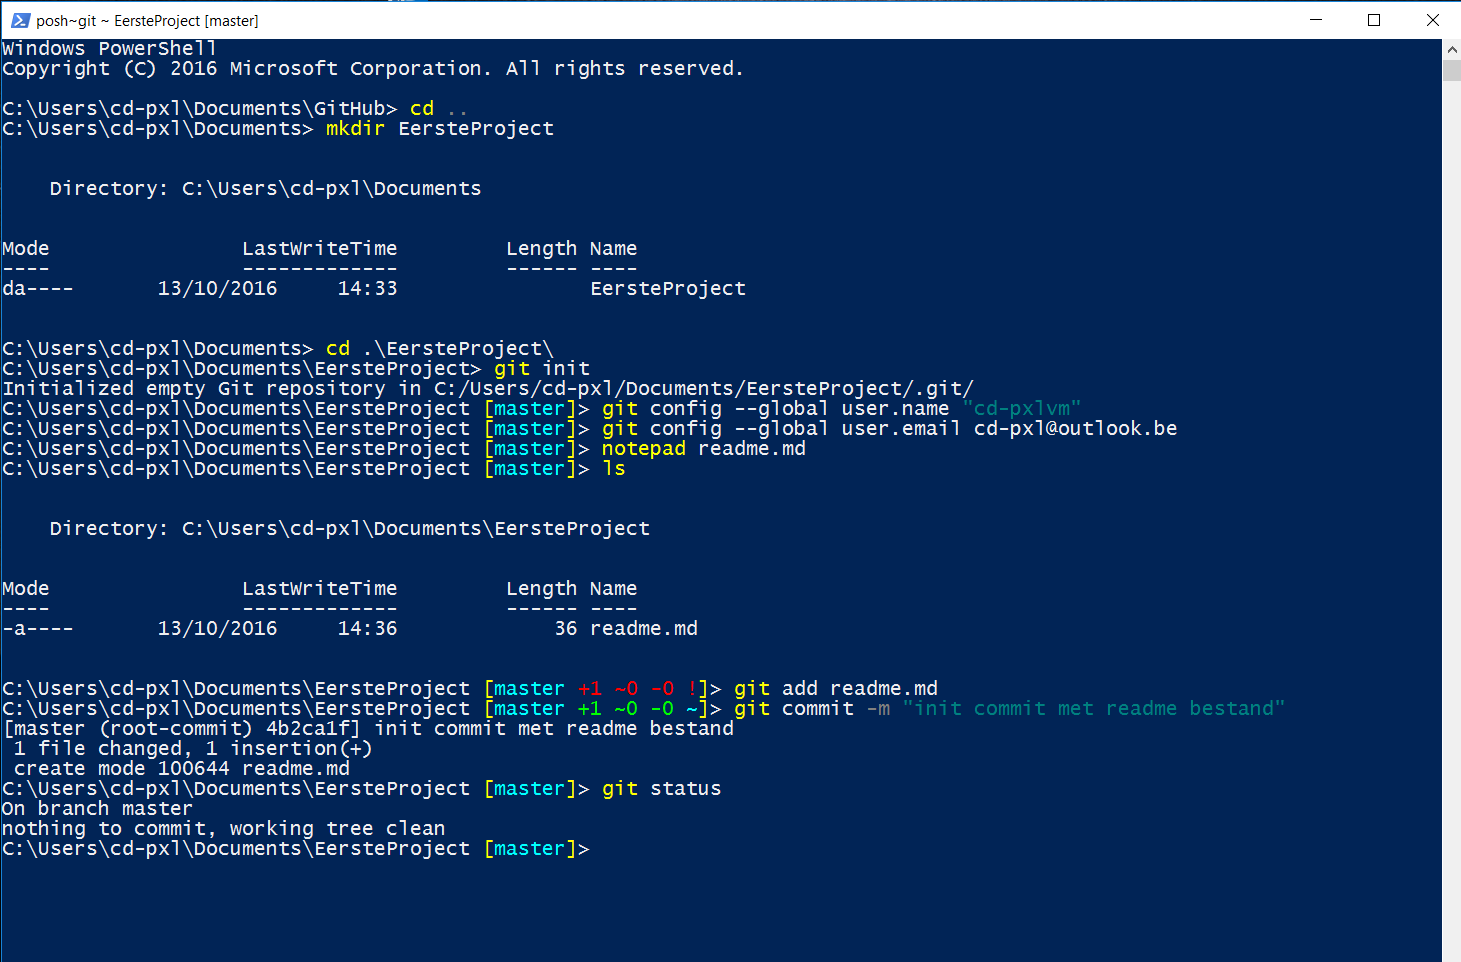 posh~git ~ EersteProject [master]
Windows PowerShell
Copyright (C) 2016 Microsoft Corporation. All rights reserved.
C:\Users\cd-pxl\Documents\GitHub> cd ..
C:\Users\cd-pxl\Documents> mkdir EersteProject
Directory: C:\Users\cd-pxl\Documents
Mode LastWriteTime Length Name
---- ------------- ------ ----
da---- 13/10/2016 14:33 EersteProject
C:\Users\cd-pxl\Documents> cd .\EersteProject\
C:\Users\cd-pxl\Documents\EersteProject> git init
Initialized empty Git repository in C:/Users/cd-pxl/Documents/EersteProject/.git/
C:\Users\cd-pxl\Documents\EersteProject [master]> git config --global user.name "cd-pxlvm"
C:\Users\cd-pxl\Documents\EersteProject [master]> git config --global user.email cd-pxl@outlook.be
C:\Users\cd-pxl\Documents\EersteProject [master]> notepad readme.md
C:\Users\cd-pxl\Documents\EersteProject [master]> ls
Directory: C:\Users\cd-pxl\Documents\EersteProject
Mode LastWriteTime Length Name
---- ------------- ------ ----
-a---- 13/10/2016 14:36 36 readme.md
C:\Users\cd-pxl\Documents\EersteProject [master +1 ~0 -0 !]> git add readme.md
C:\Users\cd-pxl\Documents\EersteProject [master +1 ~0 -0 ~]> git commit -m "init commit met readme bestand"
[master (root-commit) 4b2ca1f] init commit met readme bestand
1 file changed, 1 insertion(+)
create mode 100644 readme.md
C:\Users\cd-pxl\Documents\EersteProject [master]> git status
On branch master
nothing to commit, working tree clean
C:\Users\cd-pxl\Documents\EersteProject [master]>